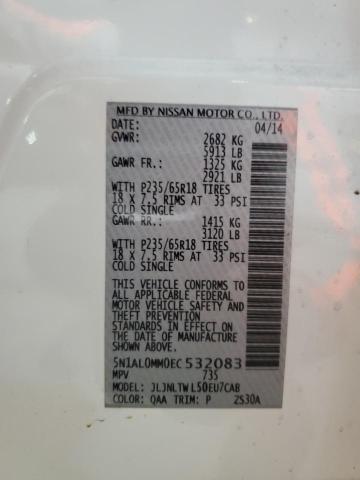 MFD BY NISSAN MOTOR CO., LTD.
DATE: 04/14
GVWR: 2682 KG
5913 LB
GAWR FR.: 1325 KG
2921 LB
WITH P235/65R18 TIRES
18 X 7.5 RIMS AT 33 PSI
COLD SINGLE
GAWR RR.: 1415 KG
3120 LB
WITH P235/65R18 TIRES
18 X 7.5 RIMS AT 33 PSI
COLD SINGLE
THIS VEHICLE CONFORMS TO
ALL APPLICABLE FEDERAL
MOTOR VEHICLE SAFETY AND
THEFT PREVENTION
STANDARDS IN EFFECT ON
THE DATE OF MANUFACTURE
SHOWN ABOVE
5N1AL0MM0EC 532083
MPV 735
MODEL: JLJNLTWL50EU7CAB
COLOR: QAA TRIM: P 2S30A